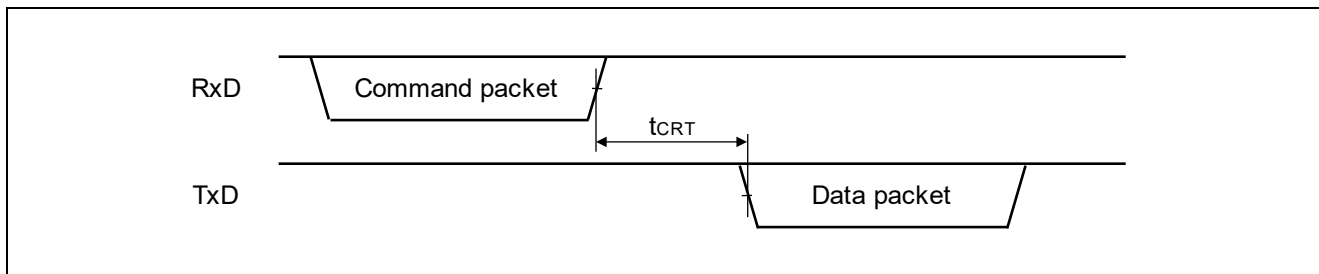 RxD
Command packet
tCRT
TxD
Data packet